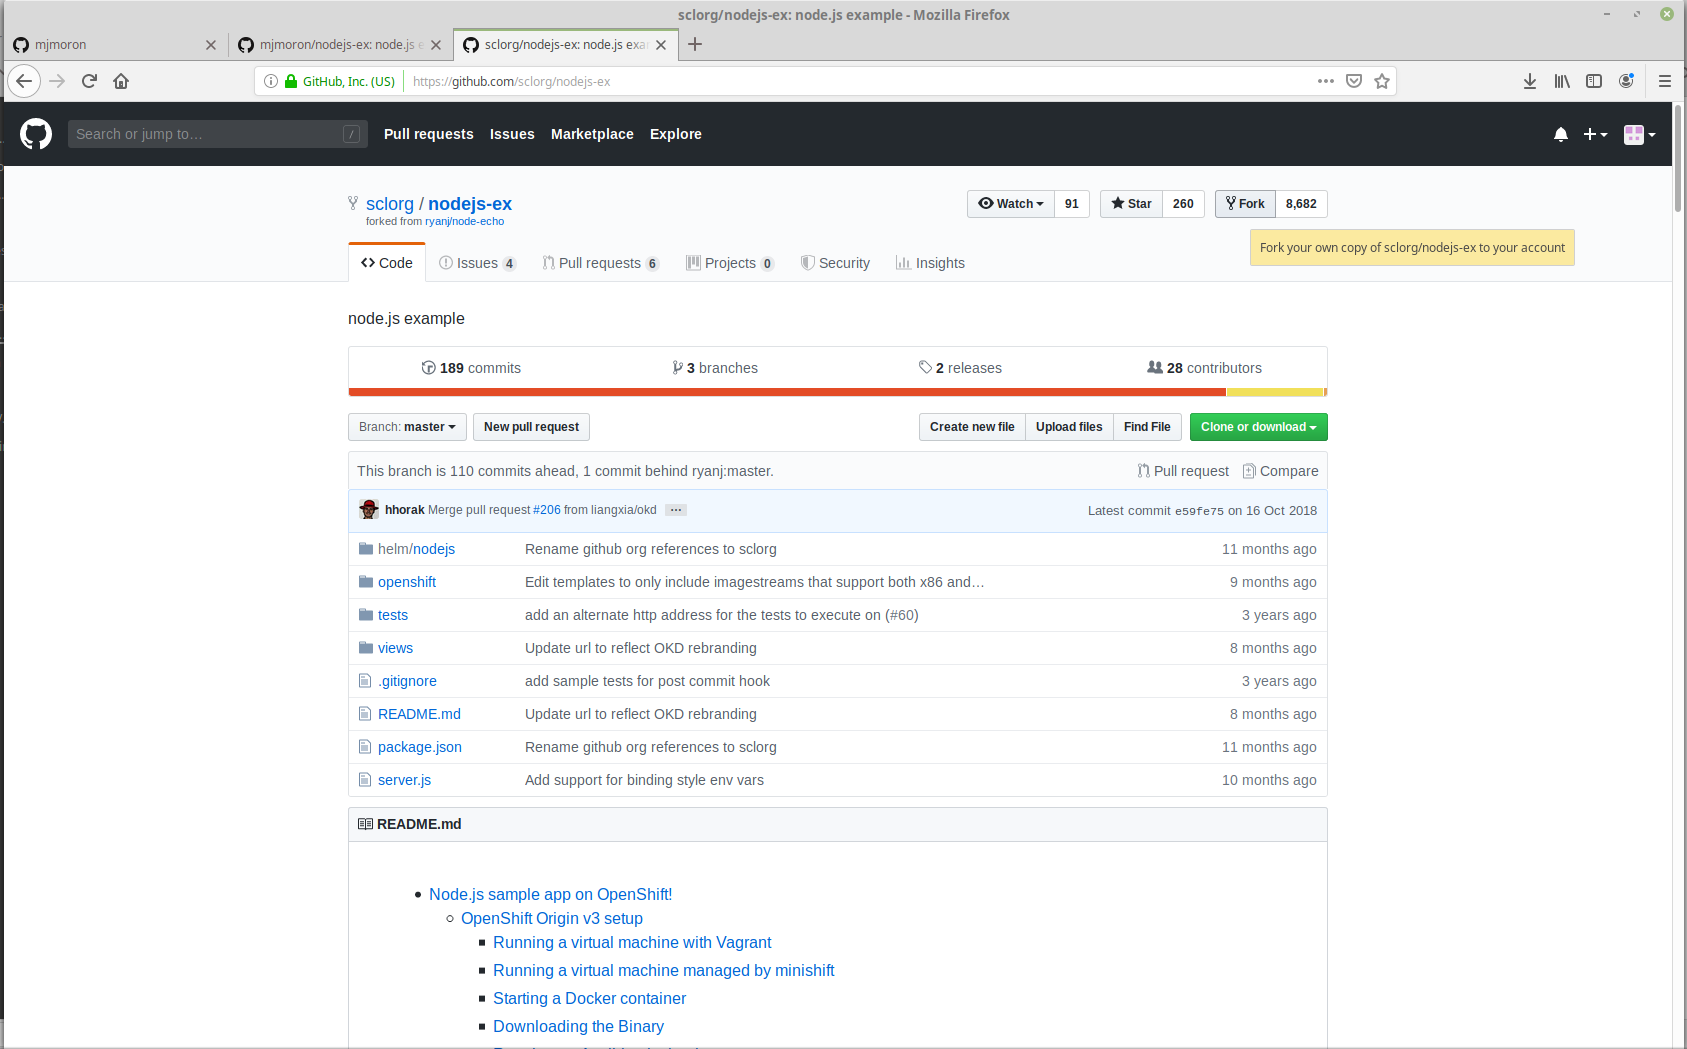 sclorg/nodejs-ex: node.js example - Mozilla Firefox
mjmoron
mjmoron/nodejs-ex: node.js e
sclorg/nodejs-ex: node.js exa
GitHub, Inc. (US)
https://github.com/sclorg/nodejs-ex
Search or jump to…
/
Pull requests
Issues
Marketplace
Explore
sclorg / nodejs-ex
forked from ryanj/node-echo
Watch 91
Star 260
Fork 8,682
Fork your own copy of sclorg/nodejs-ex to your account
Code
Issues 4
Pull requests 6
Projects 0
Security
Insights
node.js example
189 commits
3 branches
2 releases
28 contributors
Branch: master
New pull request
Create new file
Upload files
Find File
Clone or download
This branch is 110 commits ahead, 1 commit behind ryanj:master.
Pull request
Compare
hhorak Merge pull request #206 from liangxia/okd …
Latest commit e59fe75 on 16 Oct 2018
helm/nodejs Rename github org references to sclorg 11 months ago
openshift Edit templates to only include imagestreams that support both x86 and… 9 months ago
tests add an alternate http address for the tests to execute on (#60) 3 years ago
views Update url to reflect OKD rebranding 8 months ago
.gitignore add sample tests for post commit hook 3 years ago
README.md Update url to reflect OKD rebranding 8 months ago
package.json Rename github org references to sclorg 11 months ago
server.js Add support for binding style env vars 10 months ago
README.md
Node.js sample app on OpenShift!
OpenShift Origin v3 setup
Running a virtual machine with Vagrant
Running a virtual machine managed by minishift
Starting a Docker container
Downloading the Binary